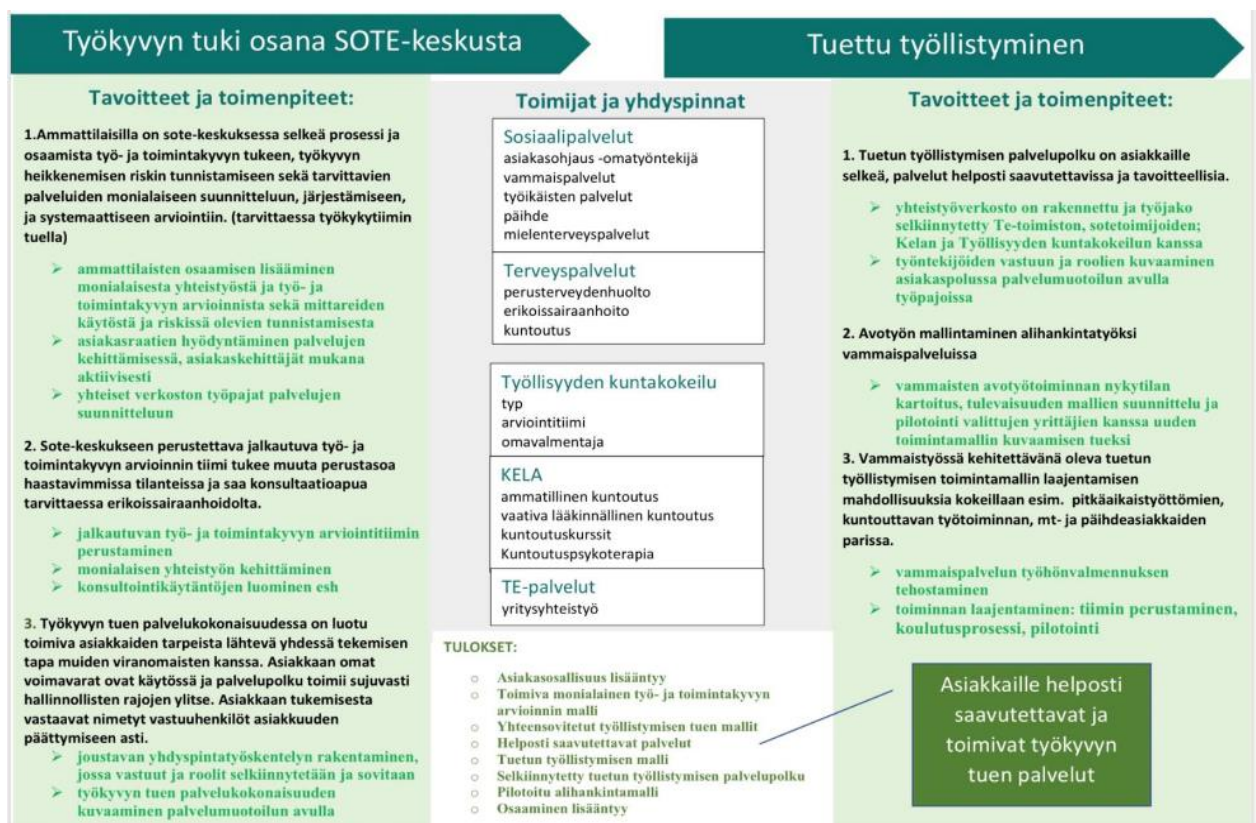 Työkyvyn tuki osana SOTE-keskusta
Tavoitteet ja toimenpiteet:
1.Ammattilaisilla on sote-keskuksessa selkeä prosessi ja
osaamista työ- ja toimintakyvyn tukeen, työkyvyn
heikkenemisen riskin tunnistamiseen sekä tarvittavien
palveluiden monialaiseen suunnitteluun, järjestämiseen,
ja systemaattiseen arviointiin. (tarvittaessa työkykytiimin
tuella)
➢ ammattilaisten osaamisen lisääminen
monialaisesta yhteistyöstä ja työ- ja
toimintakyvyn arvioinnista sekä mittareiden
käytöstä ja riskissä olevien tunnistamisesta
➢ asiakasraatien hyödyntäminen palvelujen
kehittämisessä, asiakaskehittäjät mukana
aktiivisesti
➢ yhteiset verkoston työpajat palvelujen
suunnitteluun
2. Sote-keskukseen perustettava jalkautuva työ- ja
toimintakyvyn arvioinnin tiimi tukee muuta perustasoa
haastavimmissa tilanteissa ja saa konsultaatioapua
tarvittaessa erikoissairaanhoidolta.
➢ jalkautuvan työ- ja toimintakyvyn arviointitiimin
perustaminen
➢ monialaisen yhteistyön kehittäminen
➢ konsultointikäytäntöjen luominen esh
3. Työkyvyn tuen palvelukokonaisuudessa on luotu
toimiva asiakkaiden tarpeista lähtevä yhdessä tekemisen
tapa muiden viranomaisten kanssa. Asiakkaan omat
voimavarat ovat käytössä ja palvelupolku toimii sujuvasti
hallinnollisten rajojen ylitse. Asiakkaan tukemisesta
vastaavat nimetyt vastuuhenkilöt asiakkuuden
päättymiseen asti.
➢ joustavan yhdyspintatyöskentelyn rakentaminen,
jossa vastuut ja roolit selkiinnytetään ja sovitaan
➢ työkyvyn tuen palvelukokonaisuuden
kuvaaminen palvelumuotoilun avulla
Toimijat ja yhdyspinnat
Sosiaalipalvelut
asiakasohjaus -omatyöntekijä
vammaispalvelut
työikäisten palvelut
päihde
mielenterveyspalvelut
Terveyspalvelut
perusterveydenhuolto
erikoissairaanhoito
kuntoutus
Työllisyyden kuntakokeilu
typ
arviointitiimi
omavalmentaja
KELA
ammatillinen kuntoutus
vaativa lääkinnällinen kuntoutus
kuntoutuskurssit
Kuntoutuspsykoterapia
TE-palvelut
yritysyhteistyö
TULOKSET:
o Asiakasosallisuus lisääntyy
o Toimiva monialainen työ- ja toimintakyvyn
arvioinnin malli
o Yhteensovitetut työllistymisen tuen mallit
o Helposti saavutettavat palvelut
o Tuetun työllistymisen malli
o Selkiinnytetty tuetun työllistymisen palvelupolku
o Pilotoitu alihankintamalli
o Osaaminen lisääntyy
Tuettu työllistyminen
Tavoitteet ja toimenpiteet:
1. Tuetun työllistymisen palvelupolku on asiakkaille
selkeä, palvelut helposti saavutettavissa ja tavoitteellisia.
➢ yhteistyöverkosto on rakennettu ja työjako
selkiinnytetty Te-toimiston, sotetoimijoiden;
Kelan ja Työllisyyden kuntakokeilun kanssa
➢ työntekijöiden vastuun ja roolien kuvaaminen
asiakaspolussa palvelumuotoilun avulla
työpajoissa
2. Avotyön mallintaminen alihankintatyöksi
vammaispalveluissa
➢ vammaisten avotyötoiminnan nykytilan
kartoitus, tulevaisuuden mallien suunnittelu ja
pilotointi valittujen yrittäjien kanssa uuden
toimintamallin kuvaamisen tueksi
3. Vammaistyössä kehitettävänä oleva tuetun
työllistymisen toimintamallin laajentamisen
mahdollisuuksia kokeillaan esim. pitkäaikaistyöttömien,
kuntouttavan työtoiminnan, mt- ja päihdeasiakkaiden
parissa.
➢ vammaispalvelun työhönvalmennuksen
tehostaminen
➢ toiminnan laajentaminen: tiimin perustaminen,
koulutusprosessi, pilotointi
Asiakkaille helposti
saavutettavat ja
toimivat työkyvyn
tuen palvelut